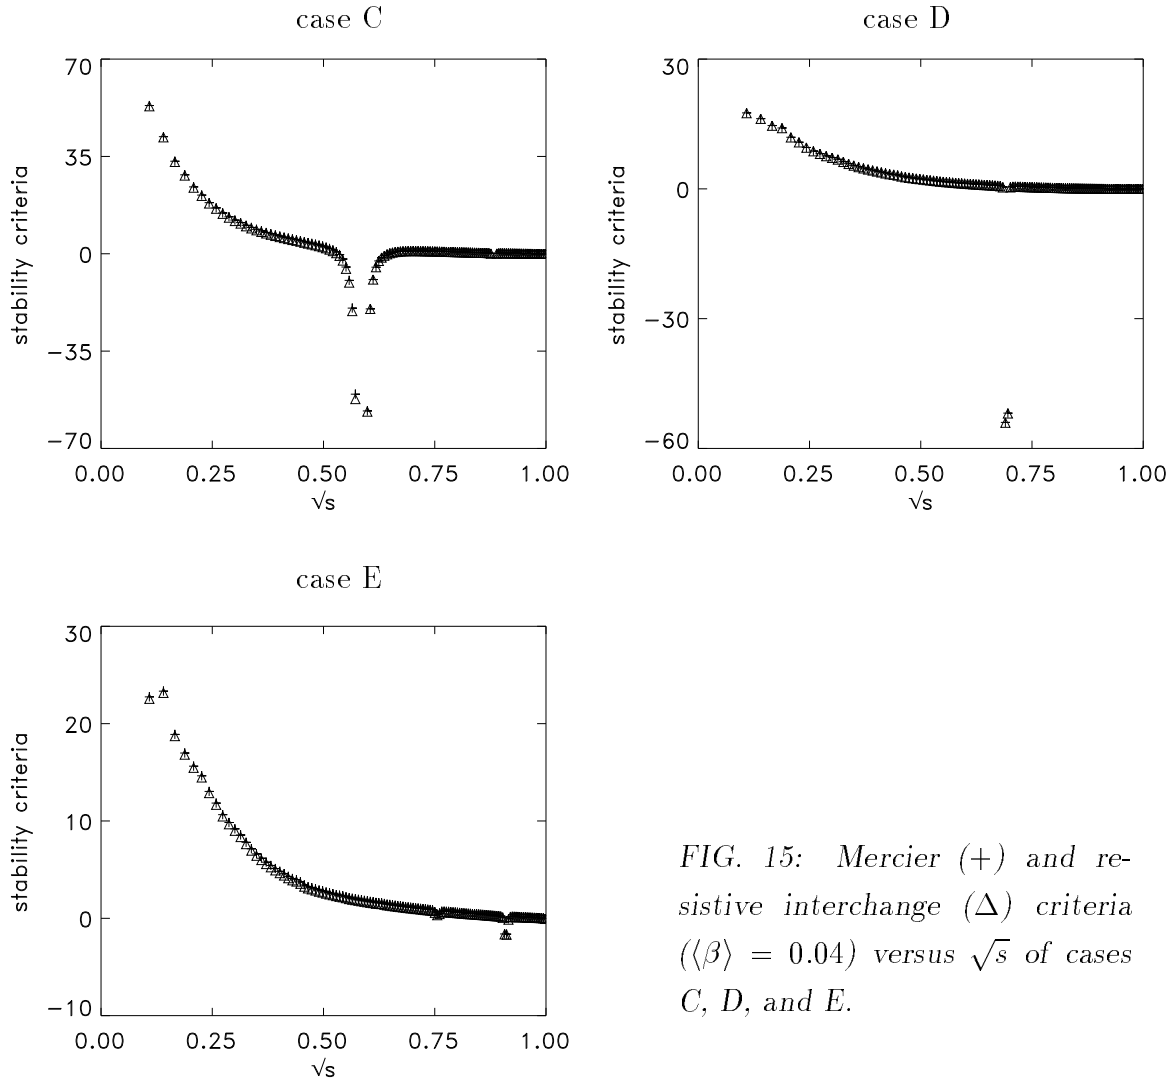 case C
70
35
0
−35
−70
stability criteria
0.00 0.25 0.50 0.75 1.00
√s
case D
30
0
−30
−60
stability criteria
0.00 0.25 0.50 0.75 1.00
√s
case E
30
20
10
0
−10
stability criteria
0.00 0.25 0.50 0.75 1.00
√s
FIG. 15: Mercier (+) and re-
sistive interchange (Δ) criteria
(⟨β⟩ = 0.04) versus √s of cases
C, D, and E.